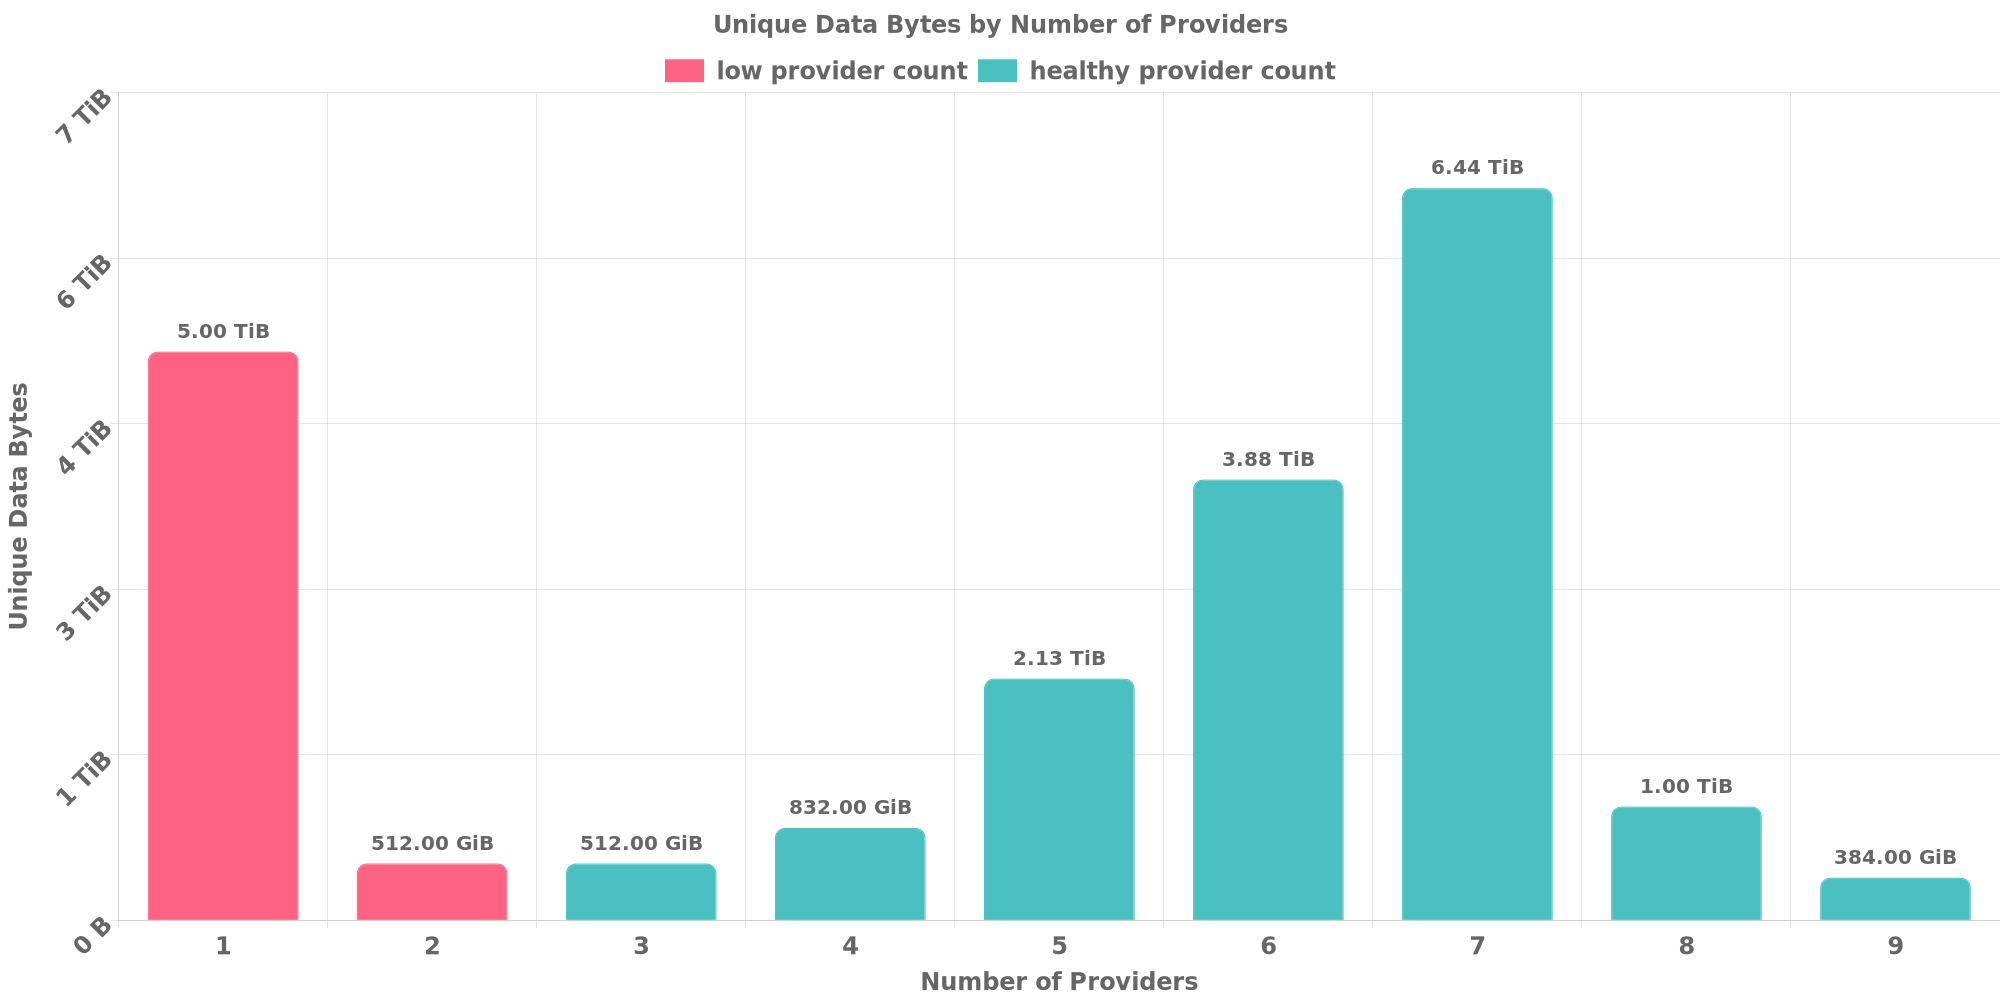 Unique Data Bytes by Number of Providers
low provider count healthy provider count
7 TiB
6 TiB
4 TiB
3 TiB
1 TiB
0 B
Unique Data Bytes
5.00 TiB
512.00 GiB
512.00 GiB
832.00 GiB
2.13 TiB
3.88 TiB
6.44 TiB
1.00 TiB
384.00 GiB
1 2 3 4 5 6 7 8 9
Number of Providers